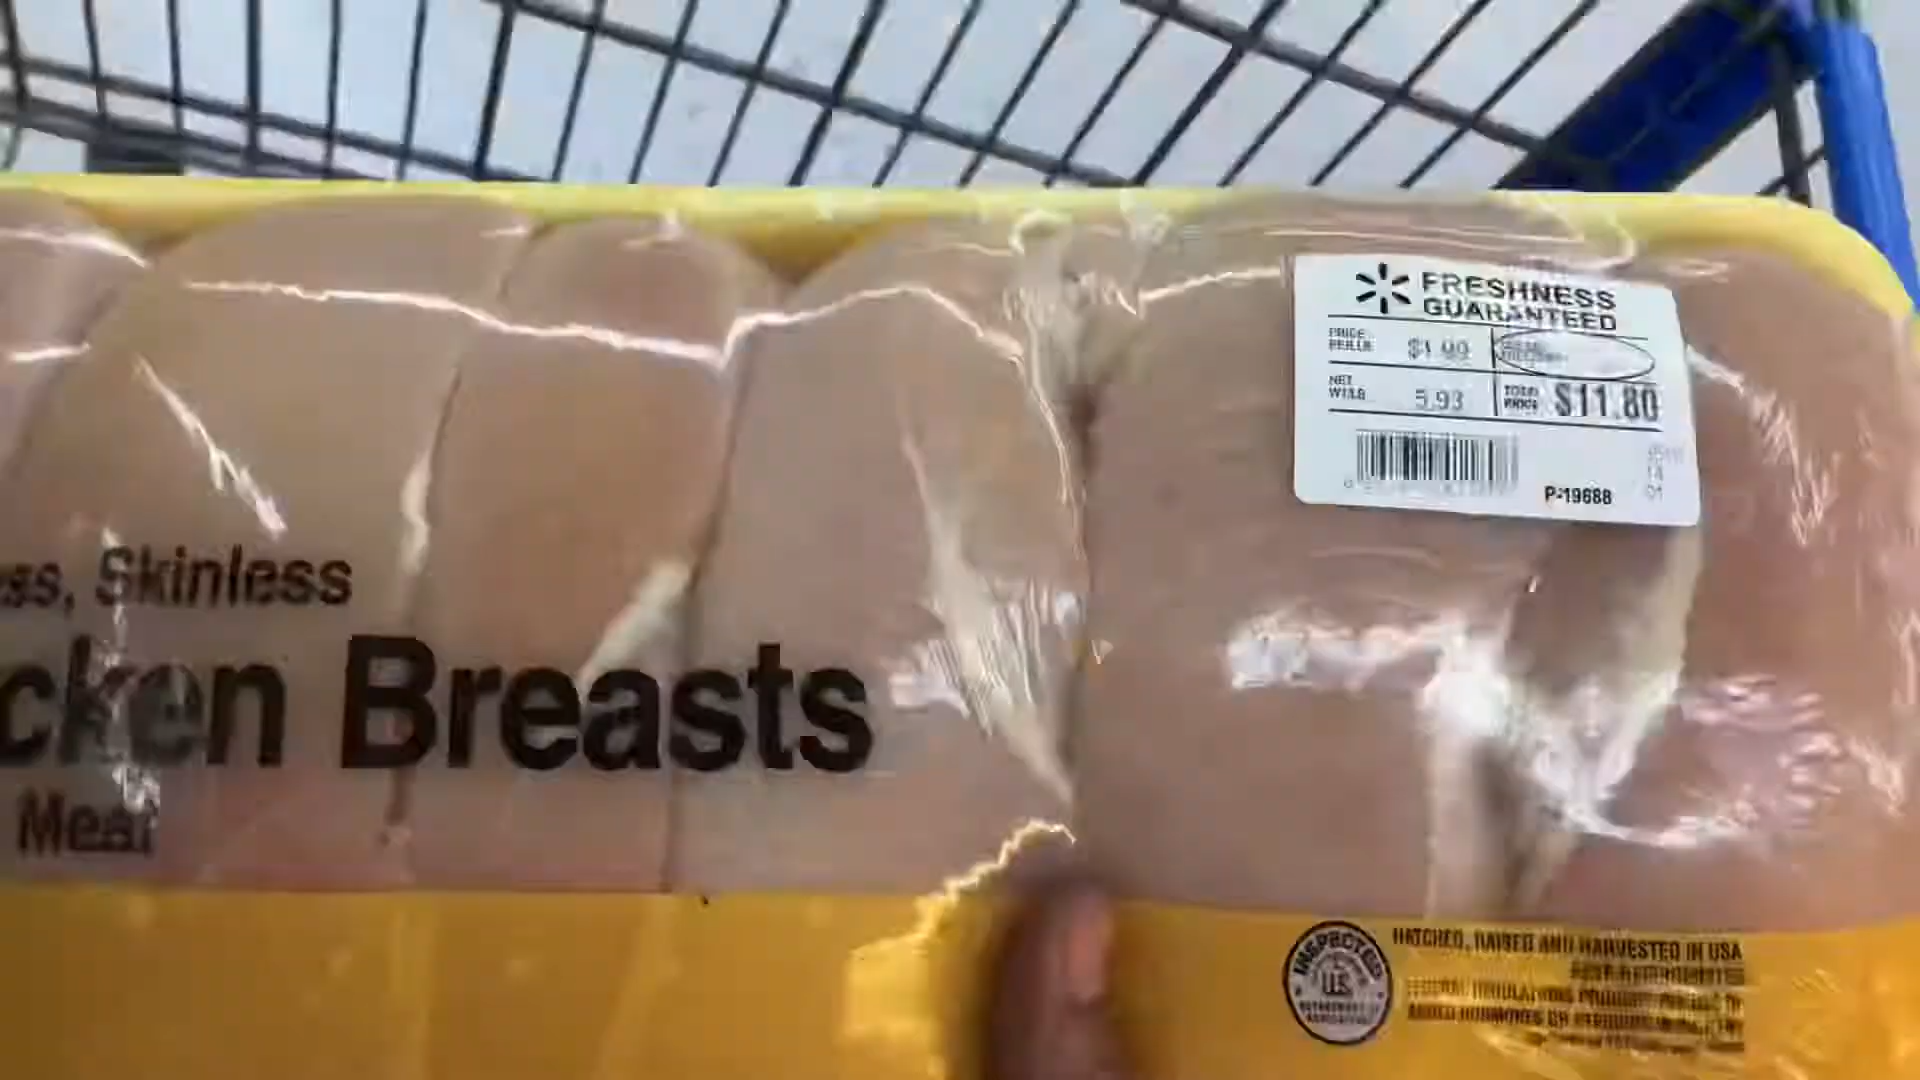 FRESHNESS
GUARANTEED
PRICE
PER LB
$1.99
NET
WT LB
5.93
TOTAL
PRICE
$11.80
P-19688
ss, Skinless
cken Breasts
Meat
INSPECTED
U.S.
HATCHED, RAISED AND HARVESTED IN USA